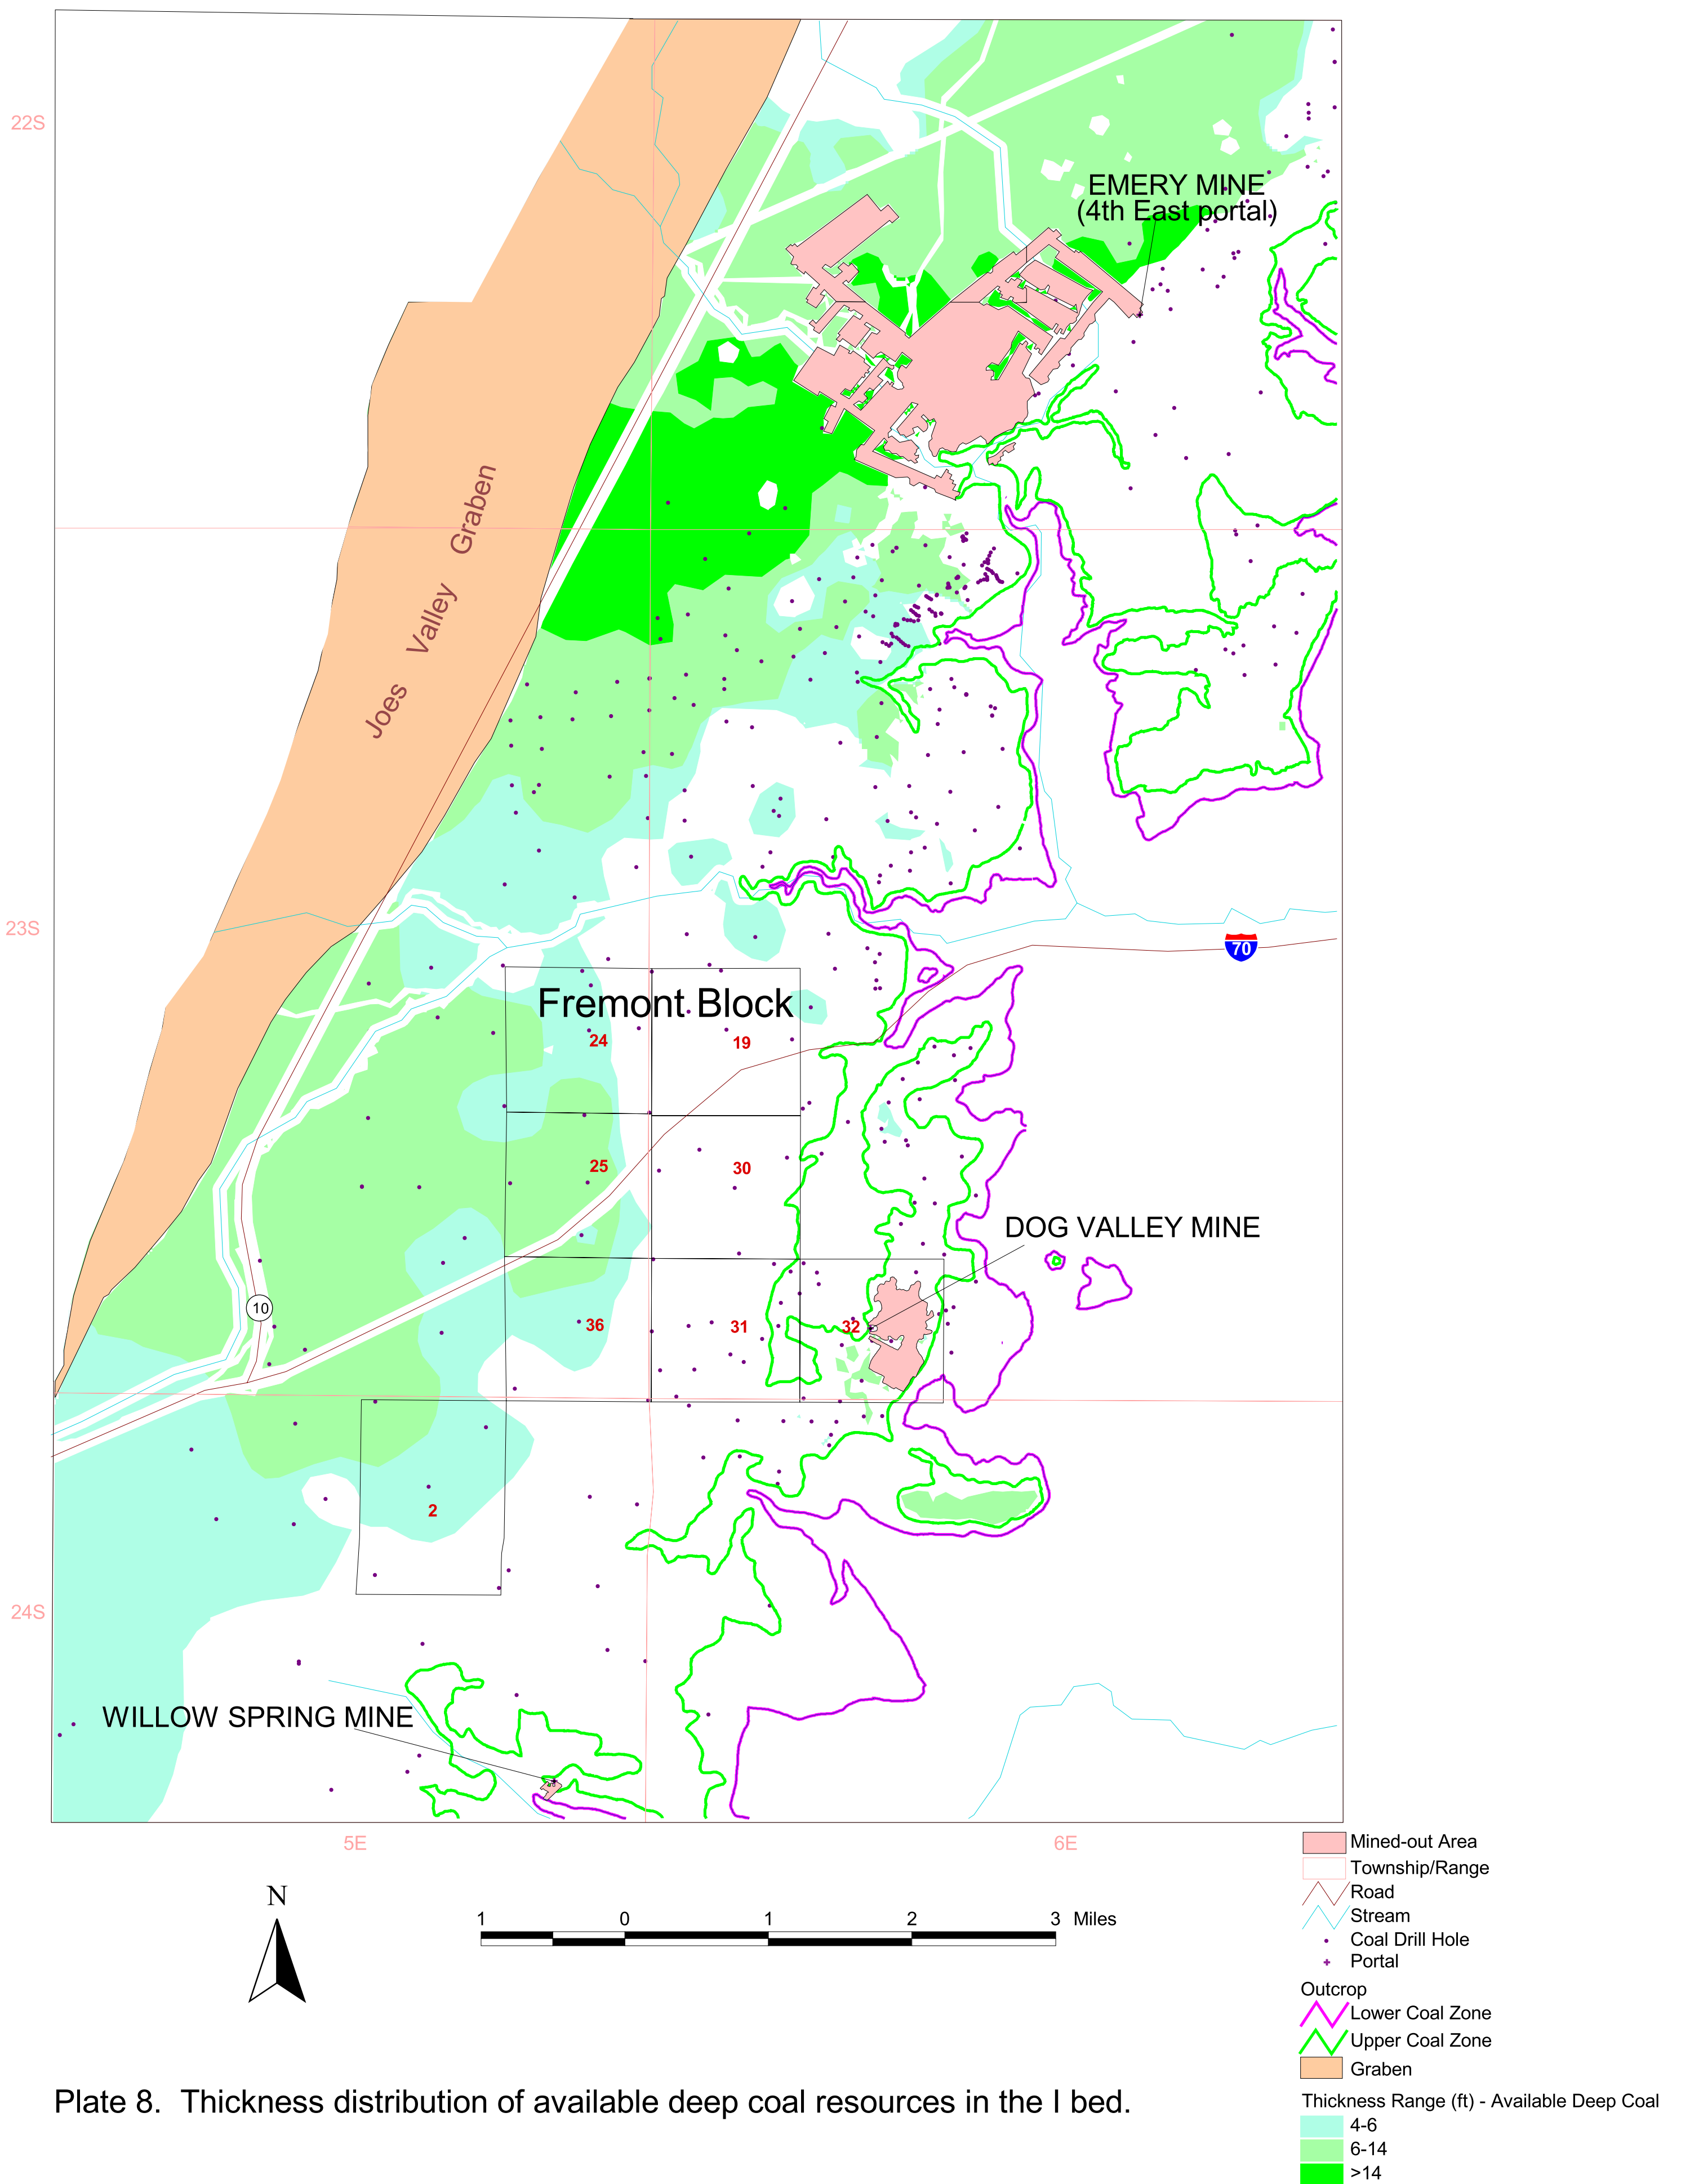 22S
EMERY MINE
(4th East portal)
Joes Valley Graben
23S
70
Fremont Block
24
19
25
30
DOG VALLEY MINE
10
36
31
32
2
24S
WILLOW SPRING MINE
5E
6E
N
1 0 1 2 3 Miles
Mined-out Area
Township/Range
Road
Stream
Coal Drill Hole
Portal
Outcrop
Lower Coal Zone
Upper Coal Zone
Graben
Thickness Range (ft) - Available Deep Coal
4-6
6-14
>14
Plate 8. Thickness distribution of available deep coal resources in the I bed.